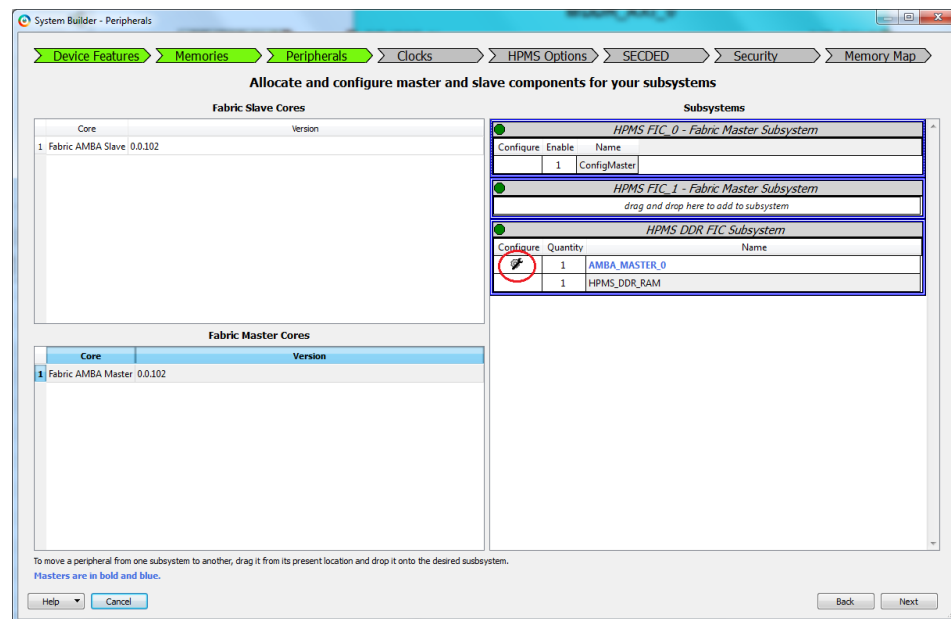 System Builder - Peripherals
Device Features Memories Peripherals Clocks HPMS Options SECDED Security Memory Map
Allocate and configure master and slave components for your subsystems
Fabric Slave Cores
Core Version
1 Fabric AMBA Slave 0.0.102
Fabric Master Cores
Core Version
1 Fabric AMBA Master 0.0.102
Subsystems
HPMS FIC_0 - Fabric Master Subsystem
Configure Enable Name
1 ConfigMaster
HPMS FIC_1 - Fabric Master Subsystem
drag and drop here to add to subsystem
HPMS DDR FIC Subsystem
Configure Quantity Name
1 AMBA_MASTER_0
1 HPMS_DDR_RAM
To move a peripheral from one subsystem to another, drag it from its present location and drop it onto the desired susbsystem.
Masters are in bold and blue.
Help Cancel Back Next